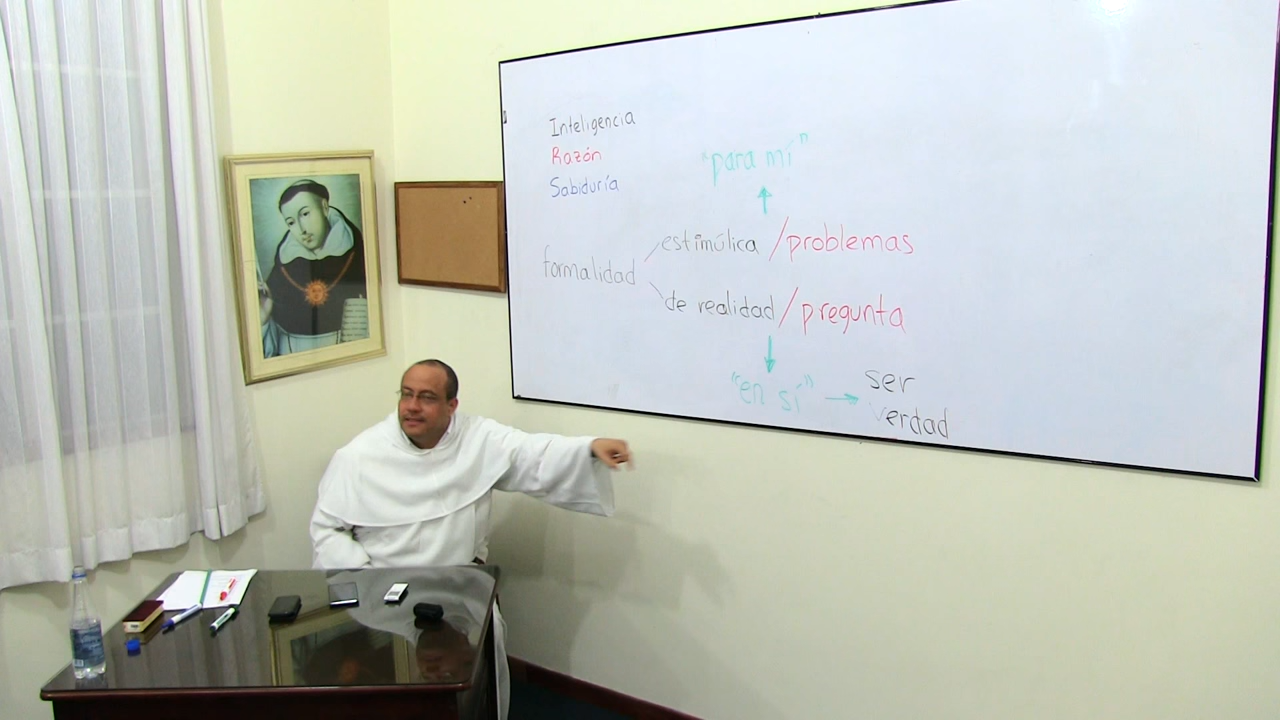 Inteligencia
Razón
Sabiduría
"para mí"
formalidad
estimúlica / problemas
de realidad / pregunta
"en sí" → ser
verdad